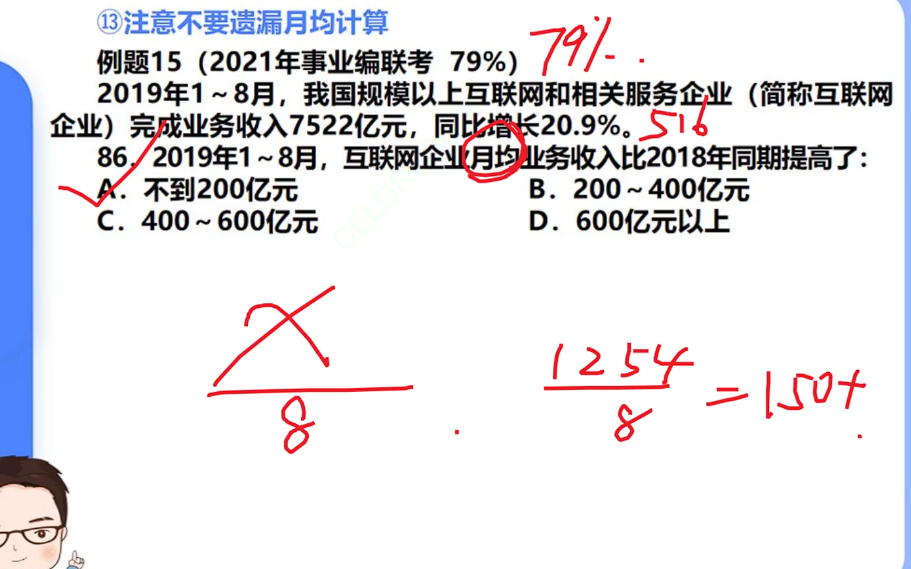 ⑬注意不要遗漏月均计算
例题15（2021年事业编联考 79%）
79%.
2019年1～8月，我国规模以上互联网和相关服务企业（简称互联网
企业）完成业务收入7522亿元，同比增长20.9%。
516
86．2019年1～8月，互联网企业月均业务收入比2018年同期提高了：
A．不到200亿元
B．200～400亿元
C．400～600亿元
D．600亿元以上
8
1254
8
=150+